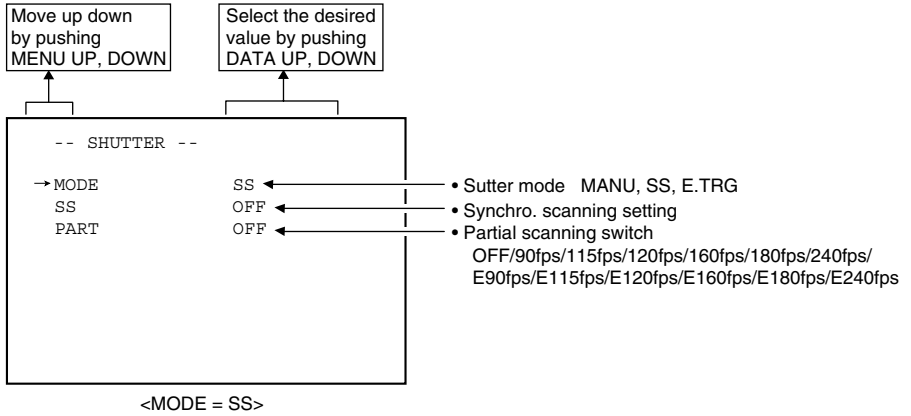 Move up down
by pushing
MENU UP, DOWN
Select the desired
value by pushing
DATA UP, DOWN
-- SHUTTER --
→MODE SS
SS OFF
PART OFF
• Sutter mode MANU, SS, E.TRG
• Synchro. scanning setting
• Partial scanning switch
OFF/90fps/115fps/120fps/160fps/180fps/240fps/
E90fps/E115fps/E120fps/E160fps/E180fps/E240fps
<MODE = SS>